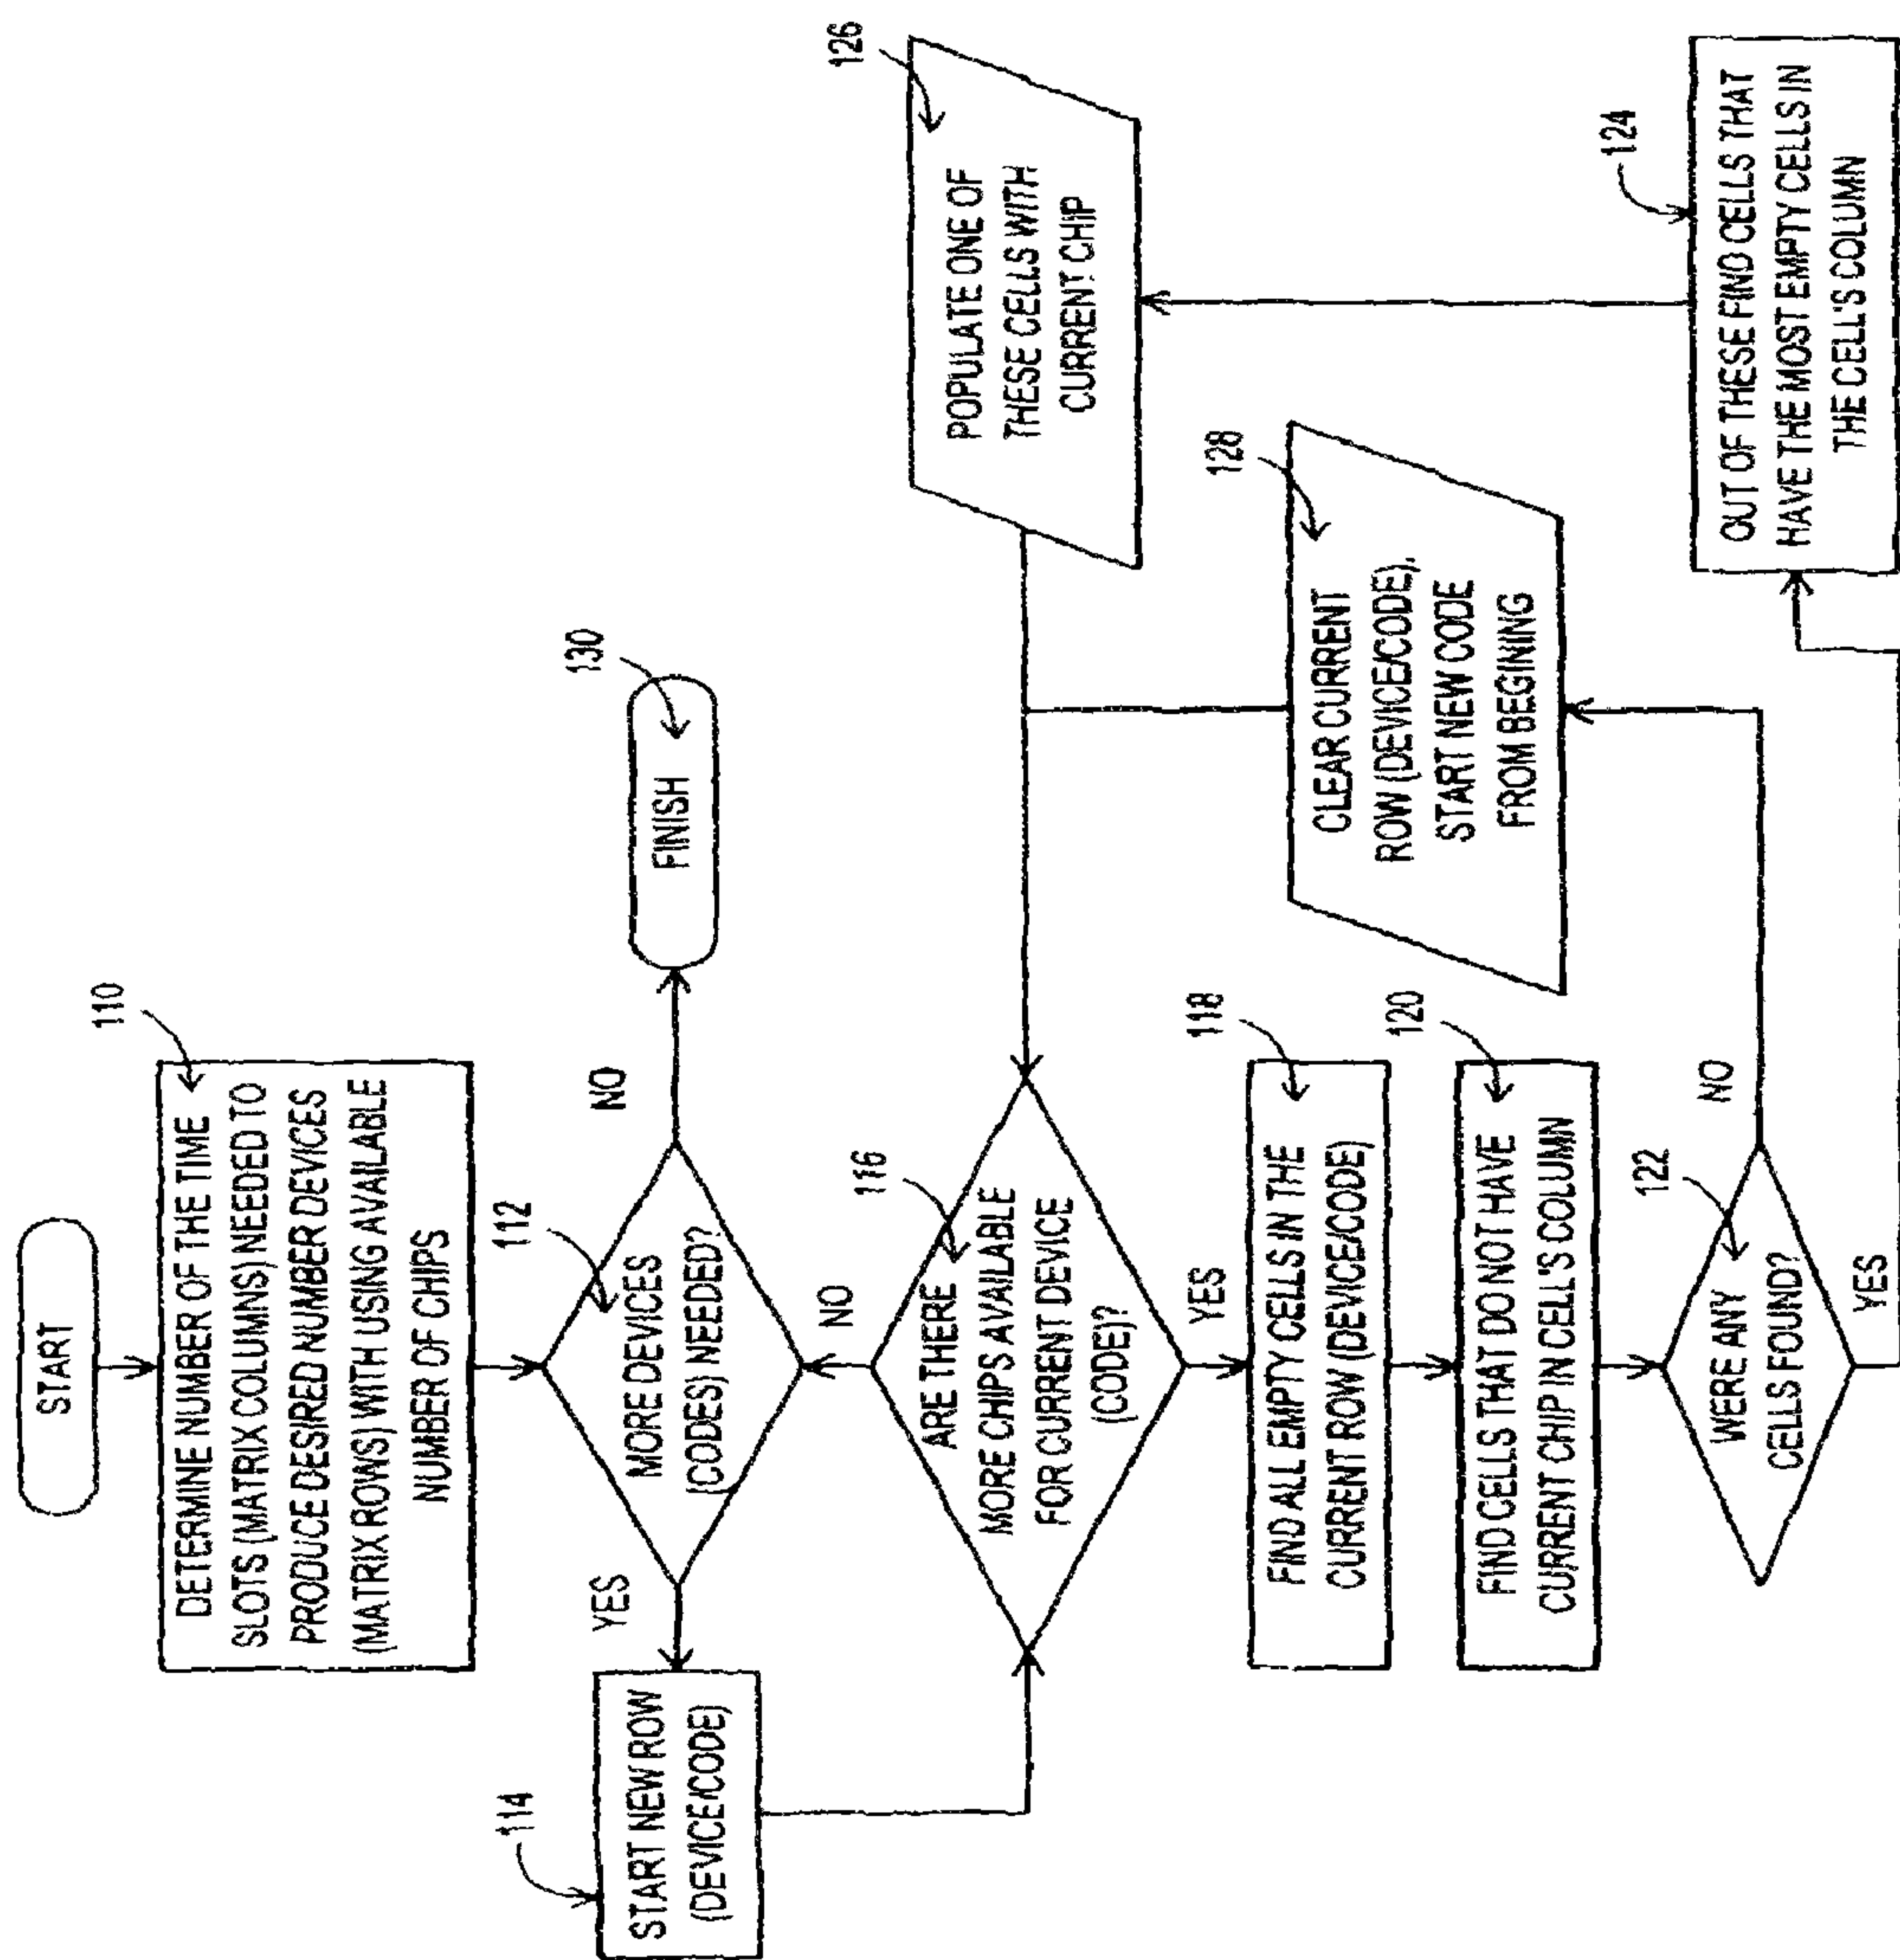 START
110
DETERMINE NUMBER OF THE TIME
SLOTS (MATRIX COLUMNS) NEEDED TO
PRODUCE DESIRED NUMBER DEVICES
(MATRIX ROWS) WITH USING AVAILABLE
NUMBER OF CHIPS
112
MORE DEVICES
(CODES) NEEDED?
NO
130
FINISH
YES
114
START NEW ROW
(DEVICE/CODE)
116
ARE THERE
MORE CHIPS AVAILABLE
FOR CURRENT DEVICE
(CODE)?
NO
YES
118
FIND ALL EMPTY CELLS IN THE
CURRENT ROW (DEVICE/CODE)
120
FIND CELLS THAT DO NOT HAVE
CURRENT CHIP IN CELL'S COLUMN
122
WERE ANY
CELLS FOUND?
NO
YES
128
CLEAR CURRENT
ROW (DEVICE/CODE),
START NEW CODE
FROM BEGINING
124
OUT OF THESE FIND CELLS THAT
HAVE THE MOST EMPTY CELLS IN
THE CELL'S COLUMN
126
POPULATE ONE OF
THESE CELLS WITH
CURRENT CHIP